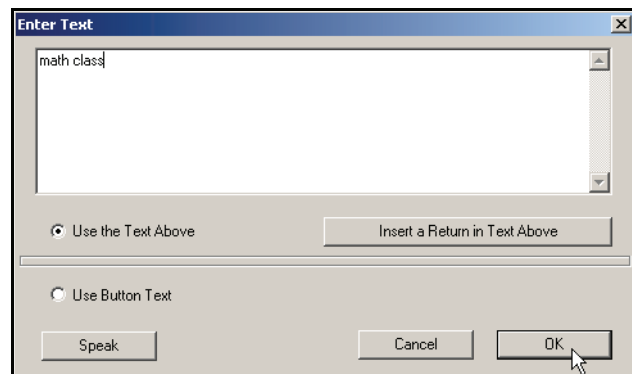 Enter Text
math class
Use the Text Above
Insert a Return in Text Above
Use Button Text
Speak
Cancel
OK